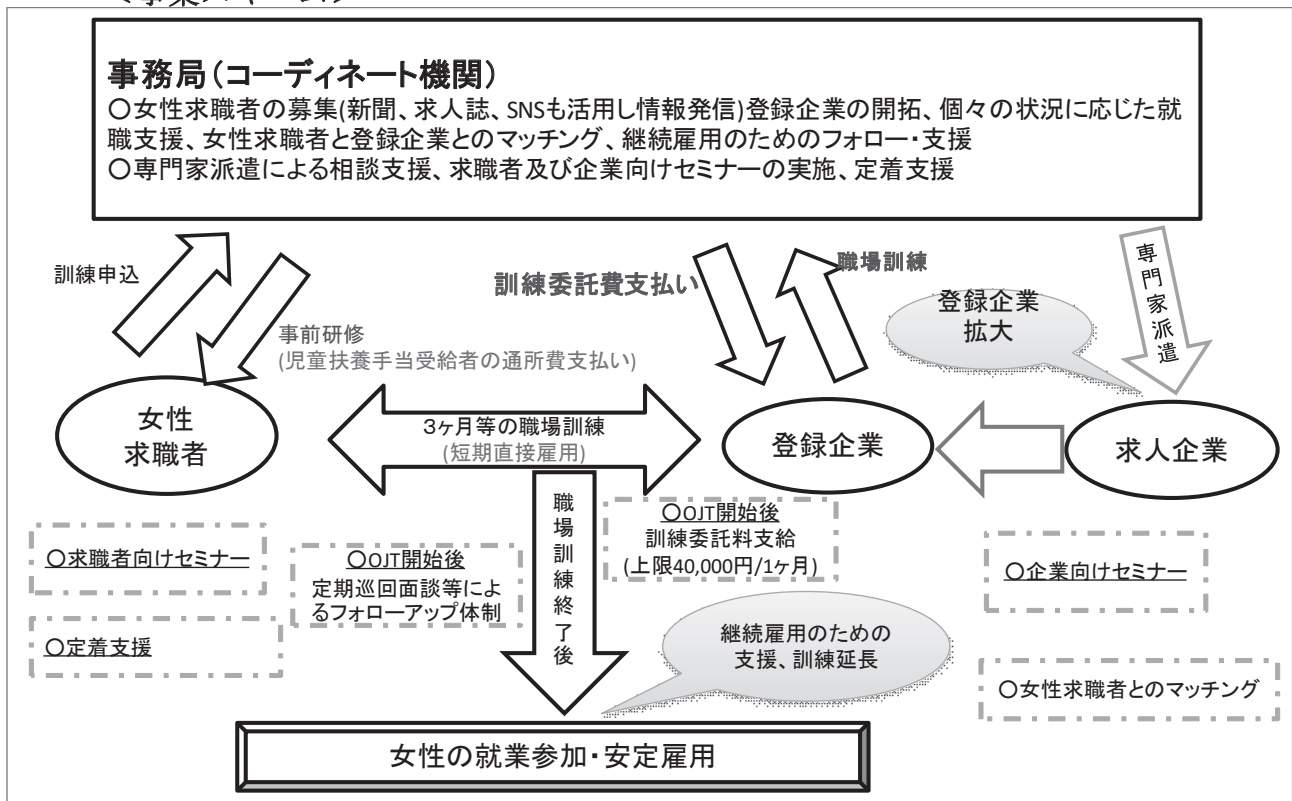 事務局(コーディネート機関)
○女性求職者の募集(新聞、求人誌、SNSも活用し情報発信)登録企業の開拓、個々の状況に応じた就
職支援、女性求職者と登録企業とのマッチング、継続雇用のためのフォロー・支援
○専門家派遣による相談支援、求職者及び企業向けセミナーの実施、定着支援
訓練申込
事前研修
(児童扶養手当受給者の通所費支払い)
訓練委託費支払い
職場訓練
専門家派遣
登録企業
拡大
女性
求職者
3ヶ月等の職場訓練
(短期直接雇用)
登録企業
求人企業
○求職者向けセミナー
○定着支援
○OJT開始後
定期巡回面談等によ
るフォローアップ体制
職場訓練終了後
○OJT開始後
訓練委託料支給
(上限40,000円/1ヶ月)
○企業向けセミナー
継続雇用のための
支援、訓練延長
○女性求職者とのマッチング
女性の就業参加・安定雇用